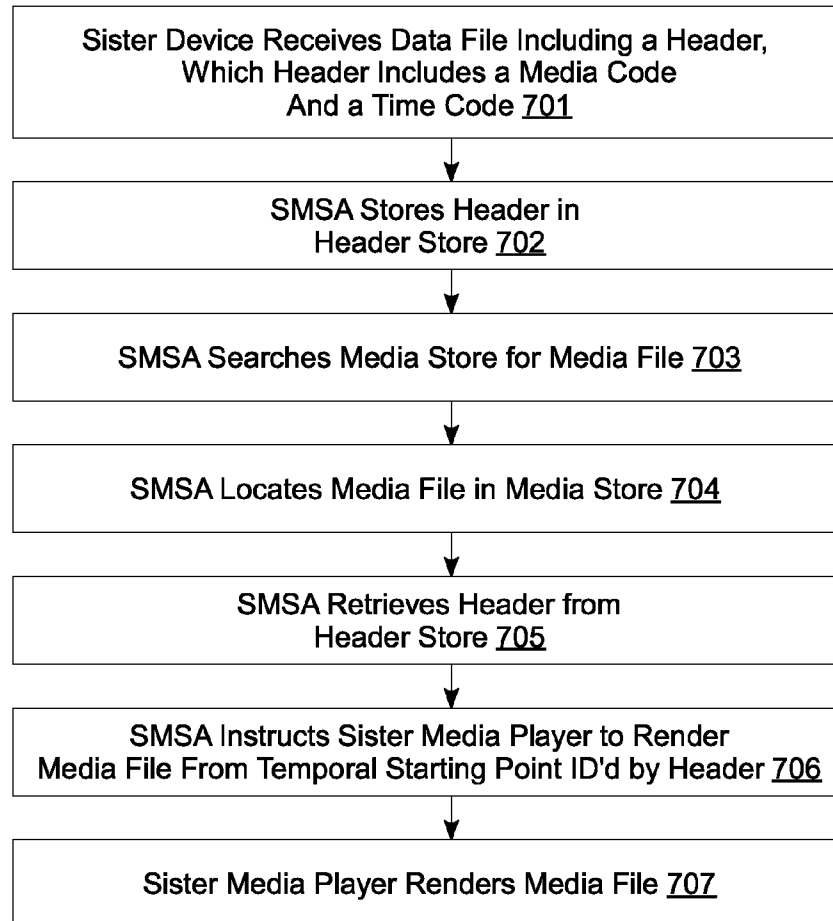 Sister Device Receives Data File Including a Header,
Which Header Includes a Media Code
And a Time Code 701
SMSA Stores Header in
Header Store 702
SMSA Searches Media Store for Media File 703
SMSA Locates Media File in Media Store 704
SMSA Retrieves Header from
Header Store 705
SMSA Instructs Sister Media Player to Render
Media File From Temporal Starting Point ID'd by Header 706
Sister Media Player Renders Media File 707